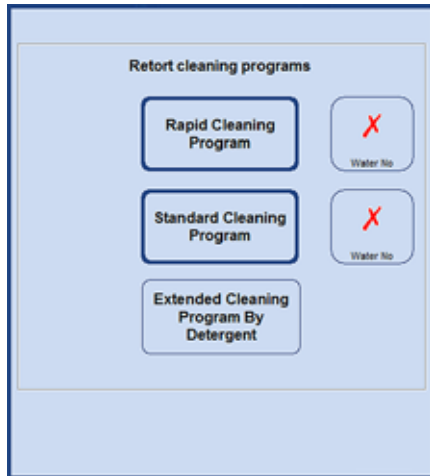 Retort cleaning programs
Rapid Cleaning
Program
Water No
Standard Cleaning
Program
Water No
Extended Cleaning
Program By
Detergent